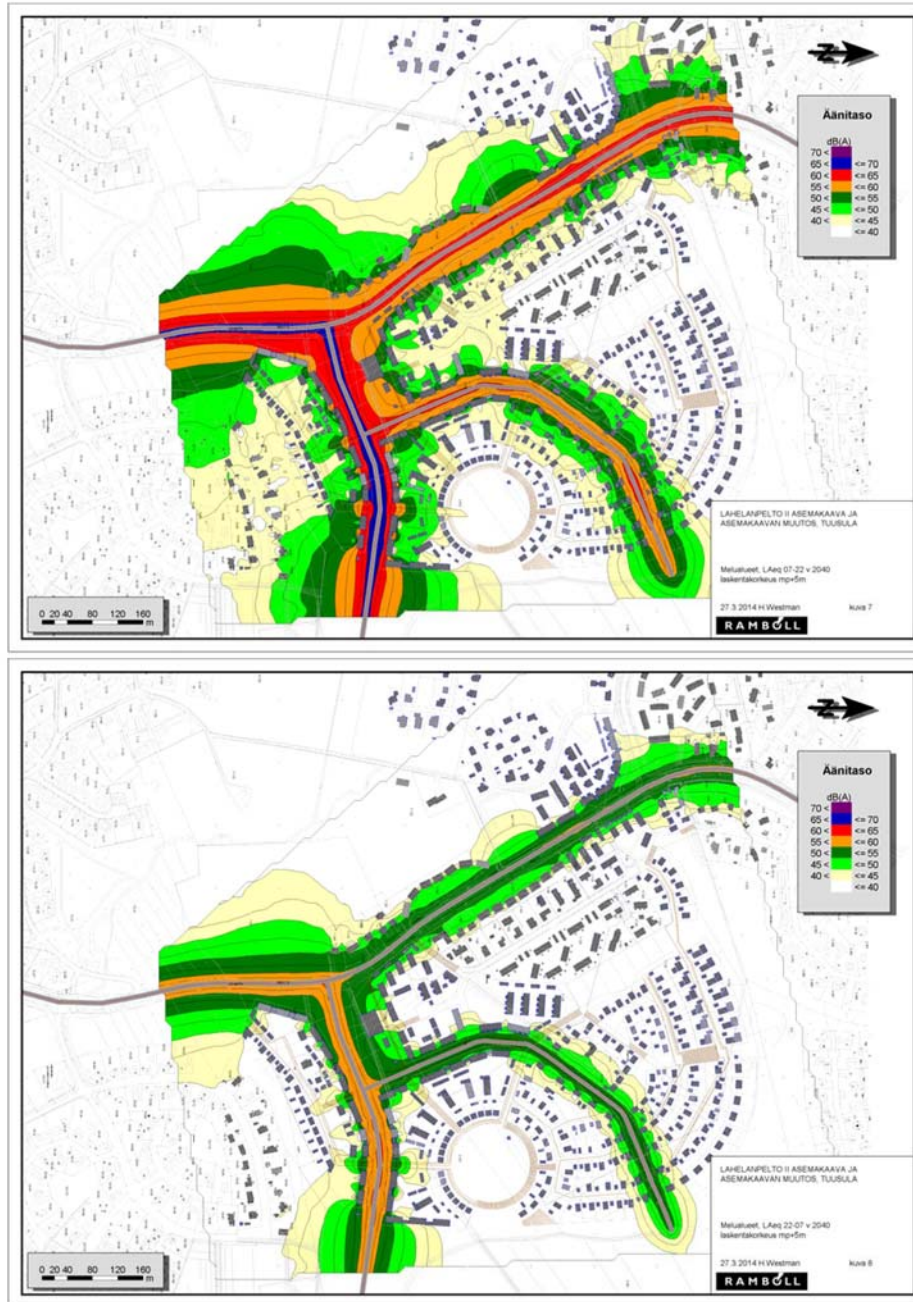 Äänitaso
dB(A)
70 <
65 < <= 70
60 < <= 65
55 < <= 60
50 < <= 55
45 < <= 50
40 < <= 45
<= 40
LAHELANPELTO II ASEMAKAAVA JA
ASEMAKAAVAN MUUTOS, TUUSULA
Melualueet, LAeq 07-22 v 2040
laskentakorkeus mp+5m
27.3.2014 H.Westman kuva 7
RAMBOLL
0 20 40 80 120 160
m
Äänitaso
dB(A)
70 <
65 < <= 70
60 < <= 65
55 < <= 60
50 < <= 55
45 < <= 50
40 < <= 45
<= 40
LAHELANPELTO II ASEMAKAAVA JA
ASEMAKAAVAN MUUTOS, TUUSULA
Melualueet, LAeq 22-07 v 2040
laskentakorkeus mp+5m
27.3.2014 H.Westman kuva 8
RAMBOLL
0 20 40 80 120 160
m